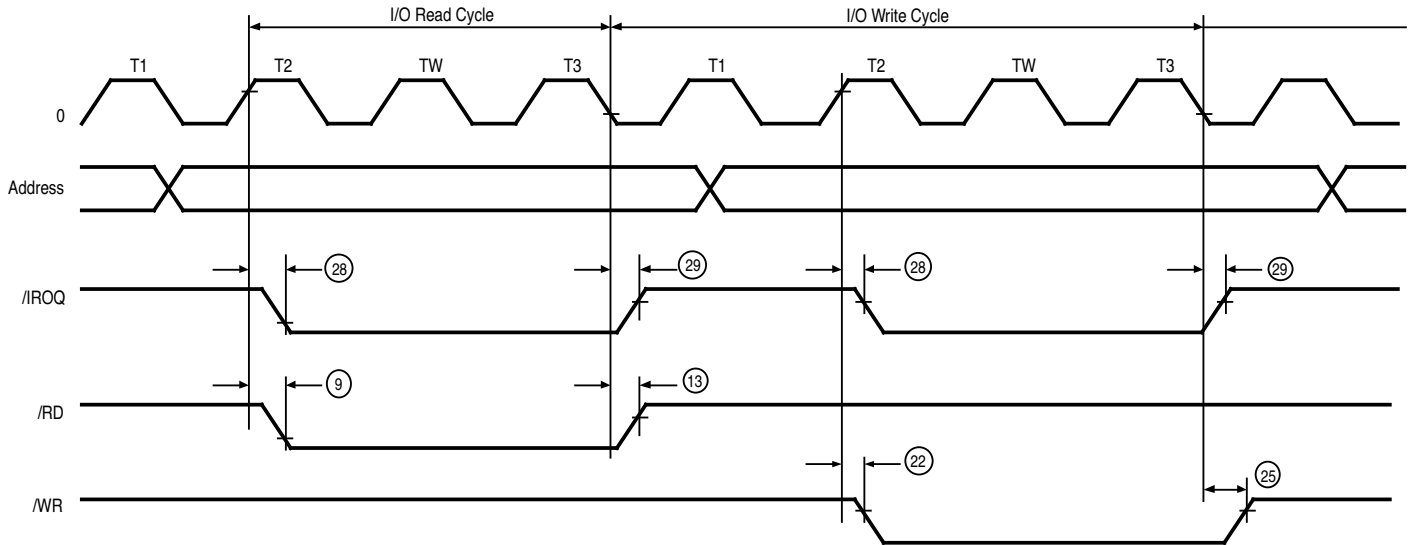 I/O Read Cycle I/O Write Cycle
T1 T2 TW T3 T1 T2 TW T3
0
Address
28 29 28 29
/IROQ
9 13
/RD
22 25
/WR